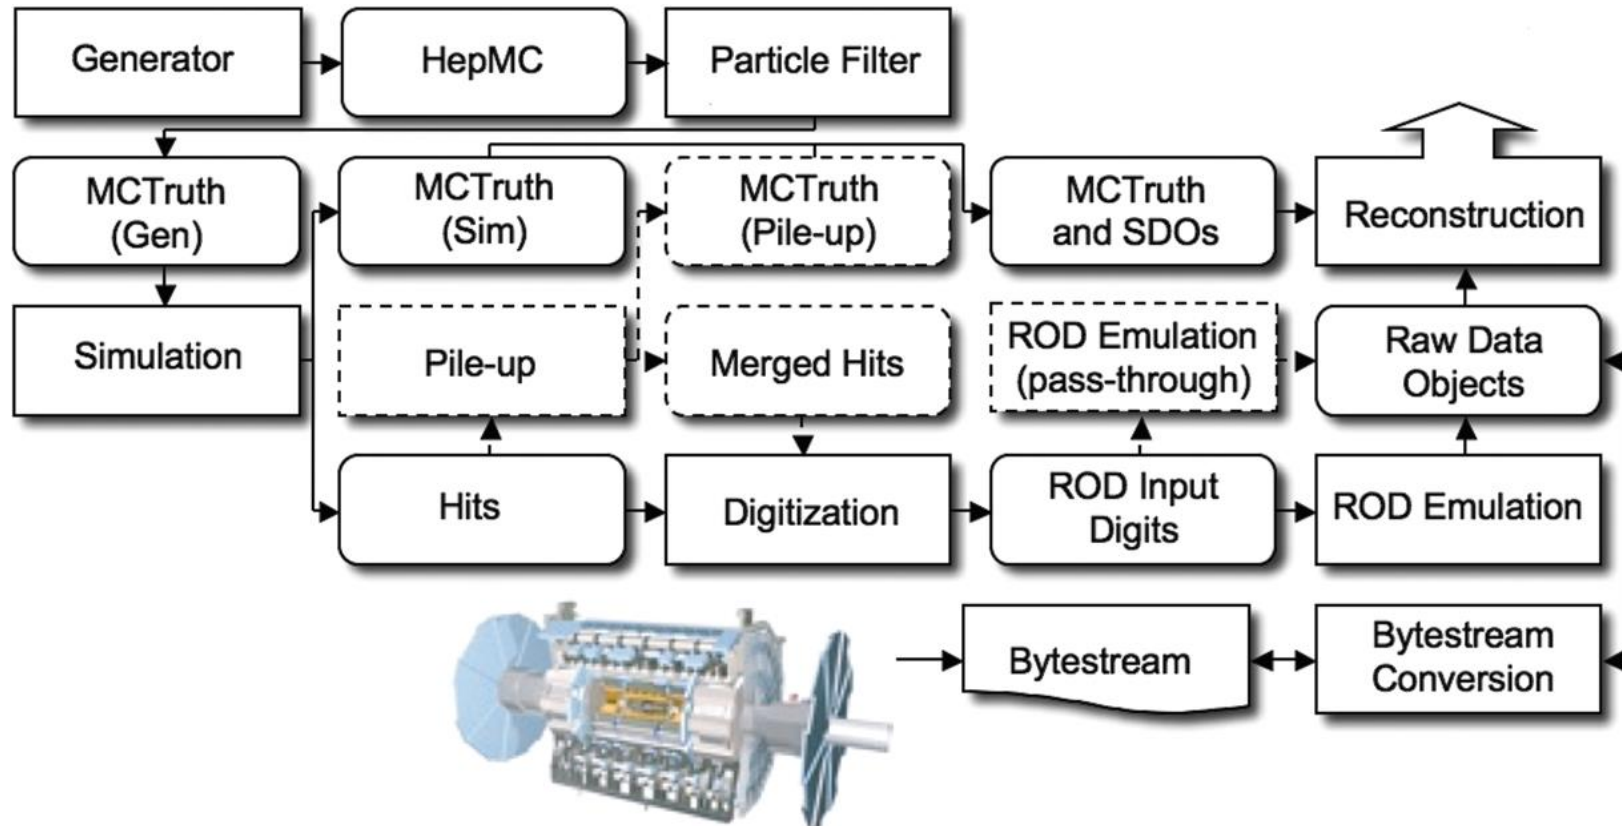 Generator
HepMC
Particle Filter
MCTruth
(Gen)
MCTruth
(Sim)
MCTruth
(Pile-up)
MCTruth
and SDOs
Reconstruction
Simulation
Pile-up
Merged Hits
ROD Emulation
(pass-through)
Raw Data
Objects
Hits
Digitization
ROD Input
Digits
ROD Emulation
Bytestream
Bytestream
Conversion